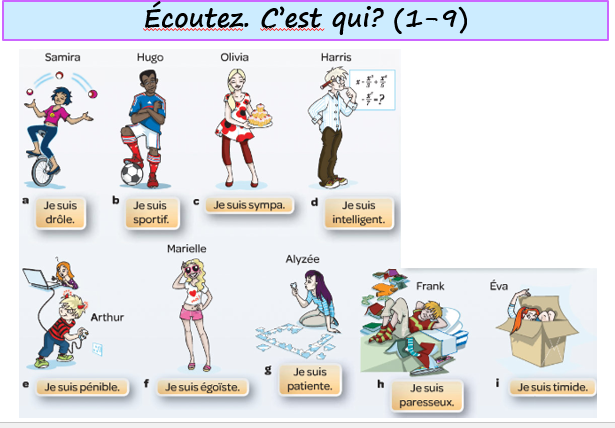 Écoutez. C'est qui? (1-9)
Samira
Hugo
Olivia
Harris
a
Je suis
drôle.
b
Je suis
sportif.
c
Je suis sympa.
d
Je suis
intelligent.
Arthur
Marielle
Alyzée
Frank
Éva
e
Je suis pénible.
f
Je suis égoïste.
g
Je suis
patiente.
h
Je suis
paresseux.
i
Je suis timide.